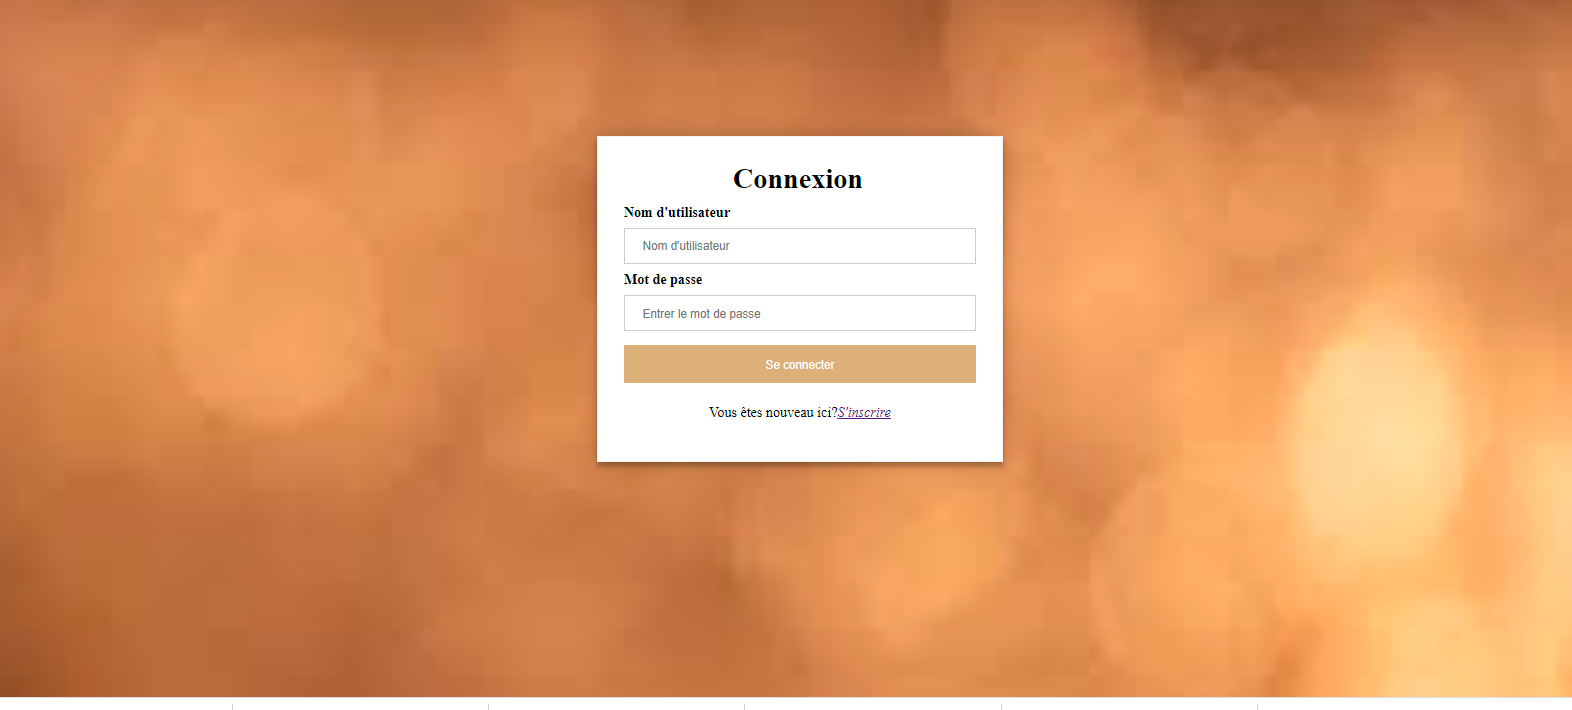 Connexion
Nom d'utilisateur
Nom d'utilisateur
Mot de passe
Entrer le mot de passe
Se connecter
Vous êtes nouveau ici?S'inscrire